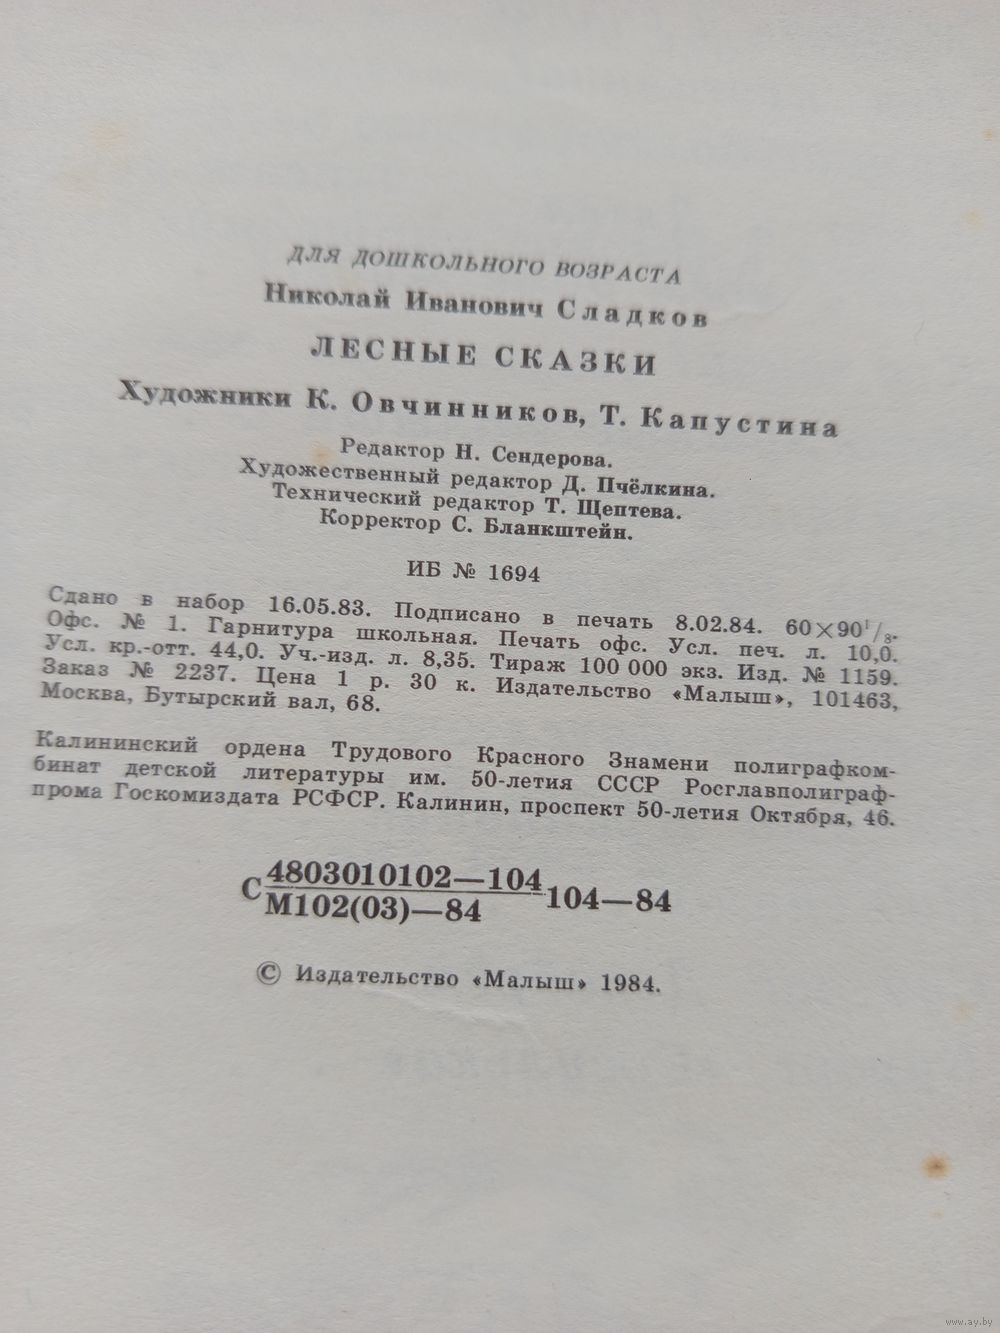 ДЛЯ ДОШКОЛЬНОГО ВОЗРАСТА
Николай Иванович Сладков
ЛЕСНЫЕ СКАЗКИ
Художники К. Овчинников, Т. Капустина
Редактор Н. Сендерова.
Художественный редактор Д. Пчёлкина.
Технический редактор Т. Щептева.
Корректор С. Бланкштейн.
ИБ № 1694
Сдано в набор 16.05.83. Подписано в печать 8.02.84. 60×90 1/8.
Офс. № 1. Гарнитура школьная. Печать офс. Усл. печ. л. 10,0.
Усл. кр.-отт. 44,0. Уч.-изд. л. 8,35. Тираж 100 000 экз. Изд. № 1159.
Заказ № 2237. Цена 1 р. 30 к. Издательство «Малыш», 101463,
Москва, Бутырский вал, 68.
Калининский ордена Трудового Красного Знамени полиграфком-
бинат детской литературы им. 50-летия СССР Росглавполиграф-
прома Госкомиздата РСФСР. Калинин, проспект 50-летия Октября, 46.
С 4803010102—104
М102(03)—84 104—84
© Издательство «Малыш» 1984.
www.ay.by